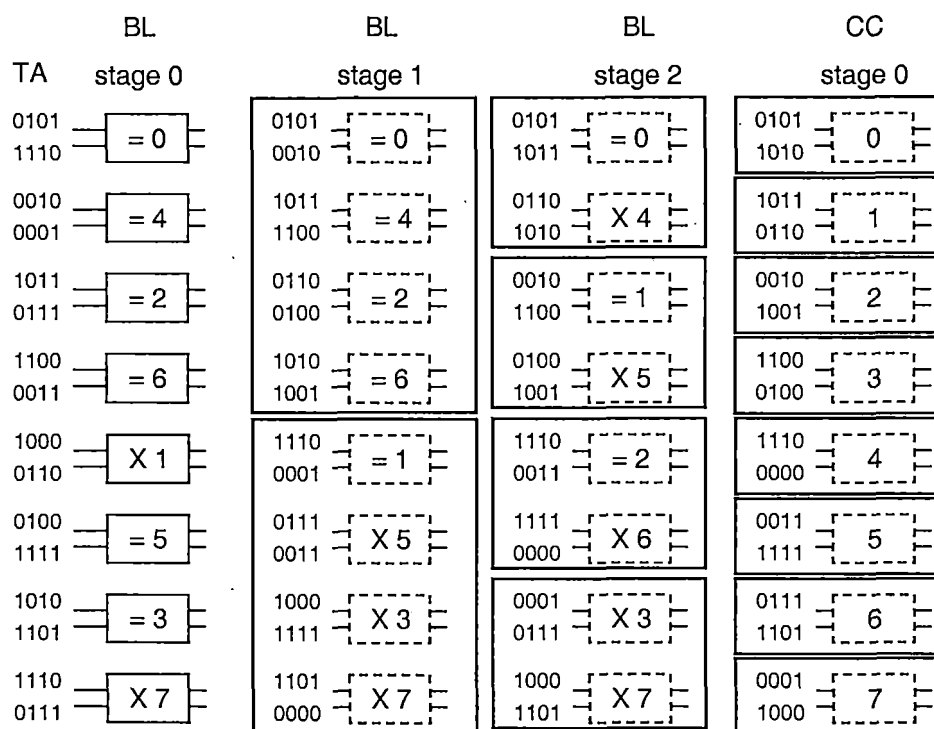 BL BL BL CC
TA stage 0 stage 1 stage 2 stage 0
0101 0101 0101 0101
= 0 = 0 = 0 0
1110 0010 1011 1010
0010 1011 0110 1011
= 4 = 4 X 4 1
0001 1100 1010 0110
1011 0110 0010 0010
= 2 = 2 = 1 2
0111 0100 1100 1001
1100 1010 0100 1100
= 6 = 6 X 5 3
0011 1001 1001 0100
1000 1110 1110 1110
X 1 = 1 = 2 4
0110 0001 0011 0000
0100 0111 1111 0011
= 5 X 5 X 6 5
1111 0011 0000 1111
1010 1000 0001 0111
= 3 X 3 X 3 6
1101 1111 0111 1101
1110 1101 1000 0001
X 7 X 7 X 7 7
0111 0000 1101 1000